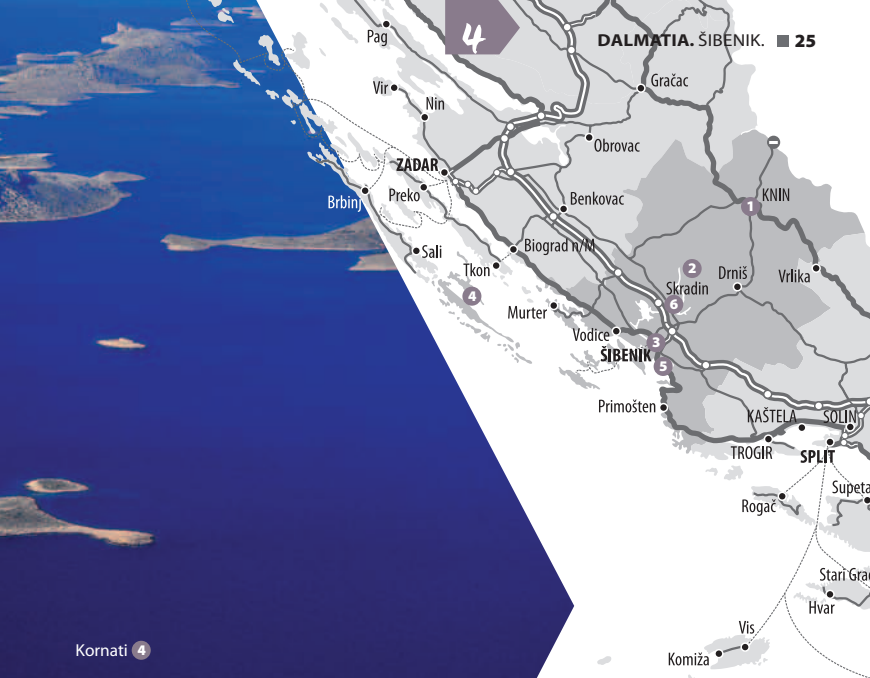 4
DALMATIA. ŠIBENIK. 25
Pag
Gračac
Vir
Nin
Obrovac
ZADAR
KNIN
1
Preko
Brbinj
Benkovac
Biograd n/M
Sali
Tkon
2
Drniš
Vrlika
Skradin
4
6
Murter
Vodice
3
ŠIBENIK
5
Primošten
KAŠTELA
SOLIN
TROGIR
SPLIT
Supeta
Rogač
Stari Grad
Hvar
Vis
Komiža
Kornati 4